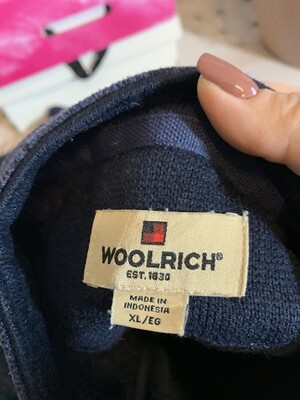 WOOLRICH®
EST. 1830
MADE IN
INDONESIA
XL/EG